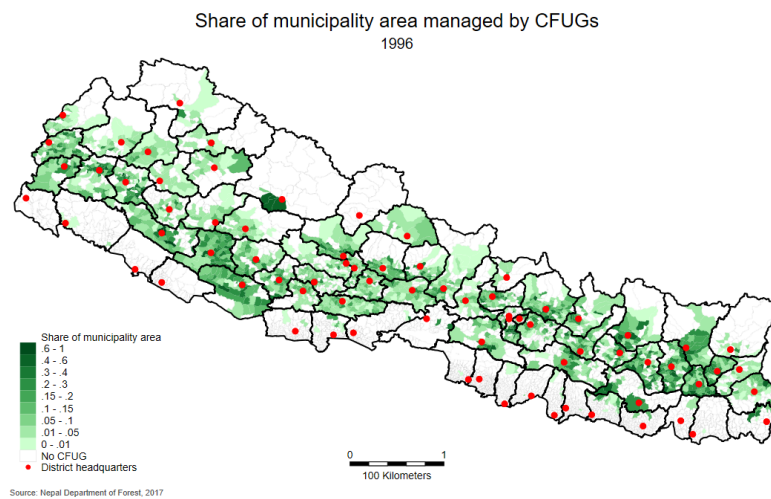 Share of municipality area managed by CFUGs
1996
Share of municipality area
.6 - 1
.4 - .6
.3 - .4
.2 - .3
.15 - .2
.1 - .15
.05 - .1
.01 - .05
0 - .01
No CFUG
District headquarters
0 1
100 Kilometers
Source: Nepal Department of Forest, 2017